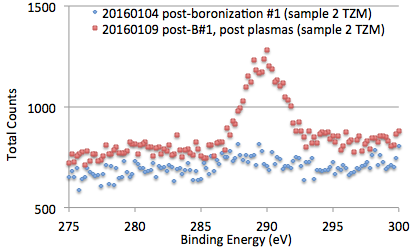 1500
20160104 post-boronization #1 (sample 2 TZM)
20160109 post-B#1, post plasmas (sample 2 TZM)
Total Counts
1000
500
275 280 285 290 295 300
Binding Energy (eV)